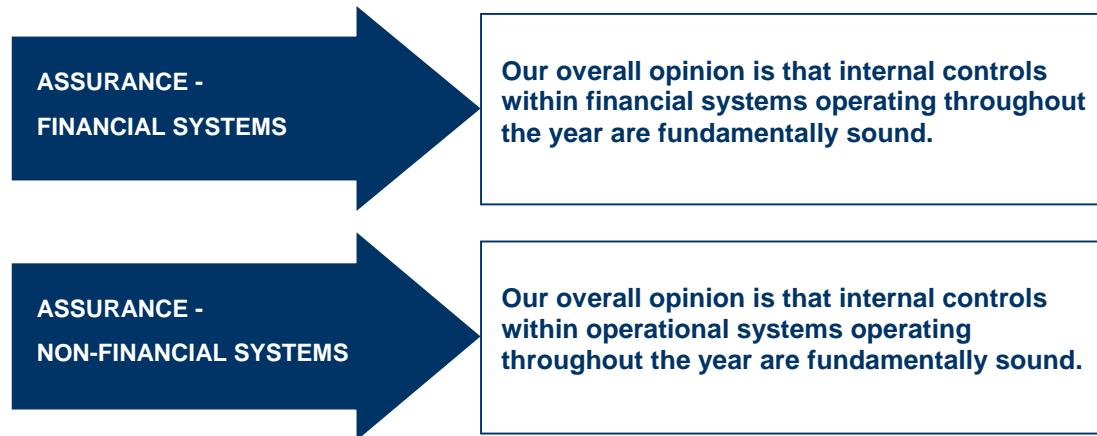 ASSURANCE -
FINANCIAL SYSTEMS
Our overall opinion is that internal controls
within financial systems operating throughout
the year are fundamentally sound.
ASSURANCE -
NON-FINANCIAL SYSTEMS
Our overall opinion is that internal controls
within operational systems operating
throughout the year are fundamentally sound.